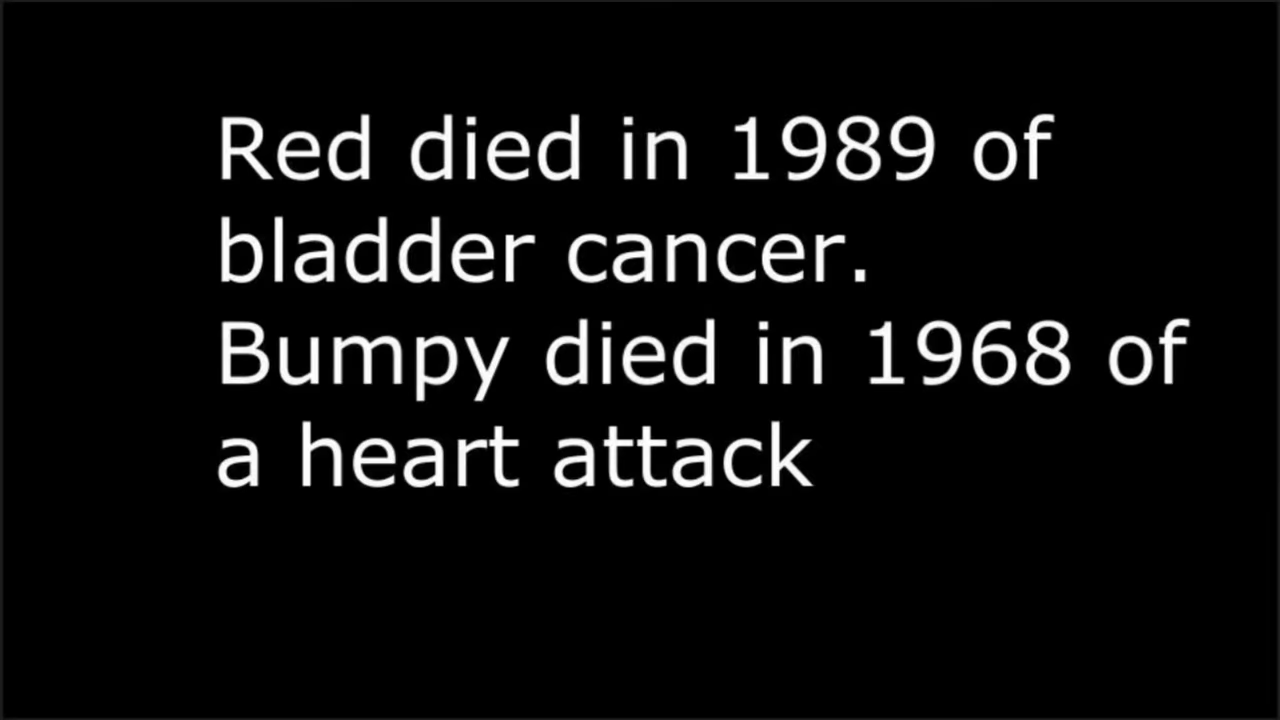 Red died in 1989 of
bladder cancer.
Bumpy died in 1968 of
a heart attack